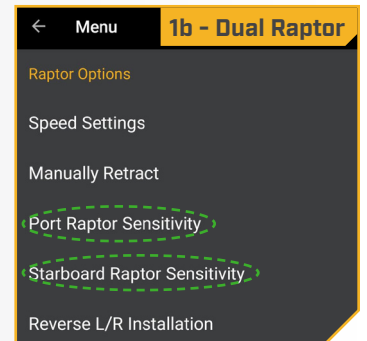 ← Menu
1b - Dual Raptor
Raptor Options
Speed Settings
Manually Retract
Port Raptor Sensitivity
Starboard Raptor Sensitivity
Reverse L/R Installation